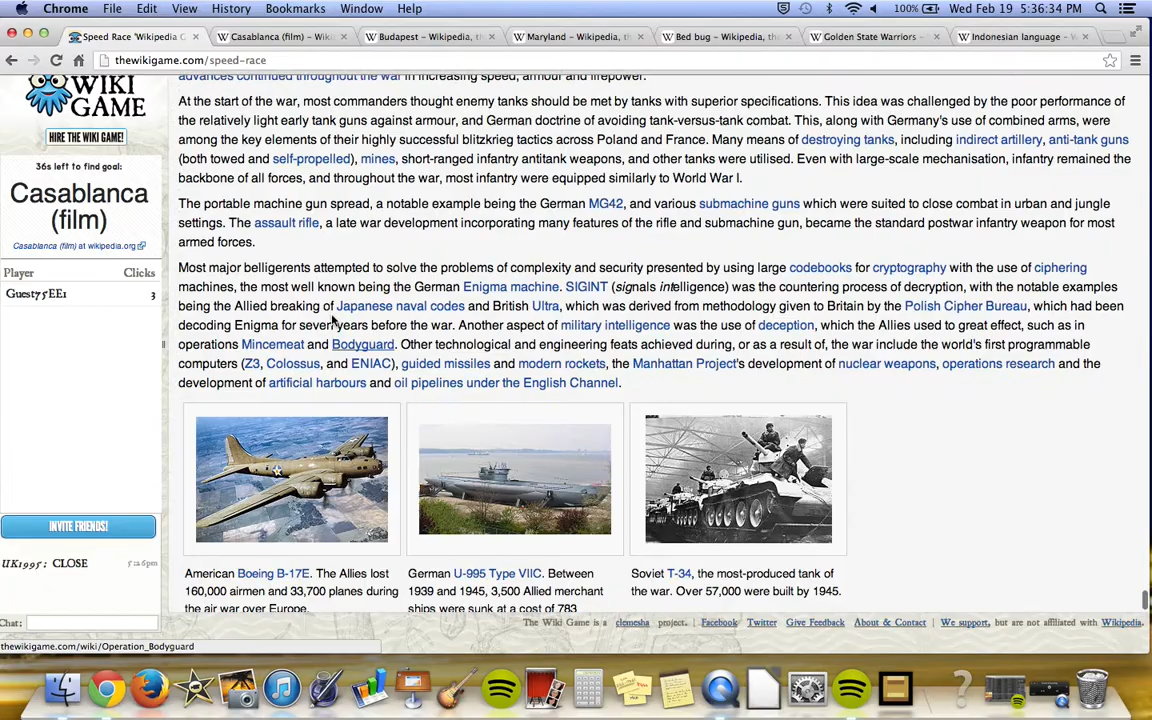 Chrome File Edit View History Bookmarks Window Help 100% Wed Feb 19 5:36:34 PM
Speed Race 'Wikipedia G Casablanca (film) – Wiki Budapest – Wikipedia, the Maryland – Wikipedia, the Bed bug – Wikipedia, the Golden State Warriors – Indonesian language – W
thewikigame.com/speed-race
WIKI
GAME
HIRE THE WIKI GAME!
36s left to find goal:
Casablanca
(film)
Casablanca (film) at wikipedia.org
Player Clicks
Guest75EE1 3
INVITE FRIENDS!
UK1995: CLOSE 5:26pm
Chat:
advances continued throughout the war in increasing speed, armour and firepower.
At the start of the war, most commanders thought enemy tanks should be met by tanks with superior specifications. This idea was challenged by the poor performance of
the relatively light early tank guns against armour, and German doctrine of avoiding tank-versus-tank combat. This, along with Germany's use of combined arms, were
among the key elements of their highly successful blitzkrieg tactics across Poland and France. Many means of destroying tanks, including indirect artillery, anti-tank guns
(both towed and self-propelled), mines, short-ranged infantry antitank weapons, and other tanks were utilised. Even with large-scale mechanisation, infantry remained the
backbone of all forces, and throughout the war, most infantry were equipped similarly to World War I.
The portable machine gun spread, a notable example being the German MG42, and various submachine guns which were suited to close combat in urban and jungle
settings. The assault rifle, a late war development incorporating many features of the rifle and submachine gun, became the standard postwar infantry weapon for most
armed forces.
Most major belligerents attempted to solve the problems of complexity and security presented by using large codebooks for cryptography with the use of ciphering
machines, the most well known being the German Enigma machine. SIGINT (signals intelligence) was the countering process of decryption, with the notable examples
being the Allied breaking of Japanese naval codes and British Ultra, which was derived from methodology given to Britain by the Polish Cipher Bureau, which had been
decoding Enigma for seven years before the war. Another aspect of military intelligence was the use of deception, which the Allies used to great effect, such as in
operations Mincemeat and Bodyguard. Other technological and engineering feats achieved during, or as a result of, the war include the world's first programmable
computers (Z3, Colossus, and ENIAC), guided missiles and modern rockets, the Manhattan Project's development of nuclear weapons, operations research and the
development of artificial harbours and oil pipelines under the English Channel.
American Boeing B-17E. The Allies lost
160,000 airmen and 33,700 planes during
the air war over Europe.
German U-995 Type VIIC. Between
1939 and 1945, 3,500 Allied merchant
ships were sunk at a cost of 783
Soviet T-34, the most-produced tank of
the war. Over 57,000 were built by 1945.
The Wiki Game is a clemesha project. | Facebook | Twitter | Give Feedback | About & Contact | We support, but are not affiliated with Wikipedia.
thewikigame.com/wiki/Operation_Bodyguard